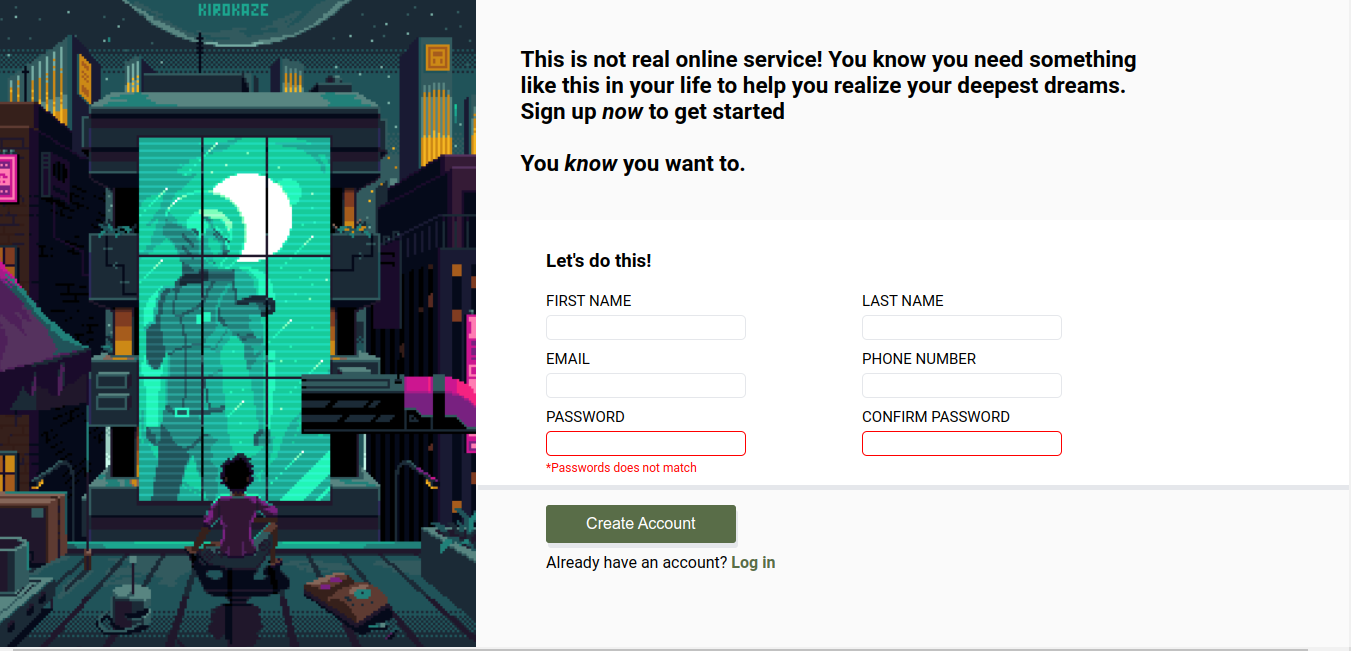 KIROKAZE
This is not real online service! You know you need something
like this in your life to help you realize your deepest dreams.
Sign up now to get started
You know you want to.
Let's do this!
FIRST NAME
LAST NAME
EMAIL
PHONE NUMBER
PASSWORD
CONFIRM PASSWORD
*Passwords does not match
Create Account
Already have an account? Log in